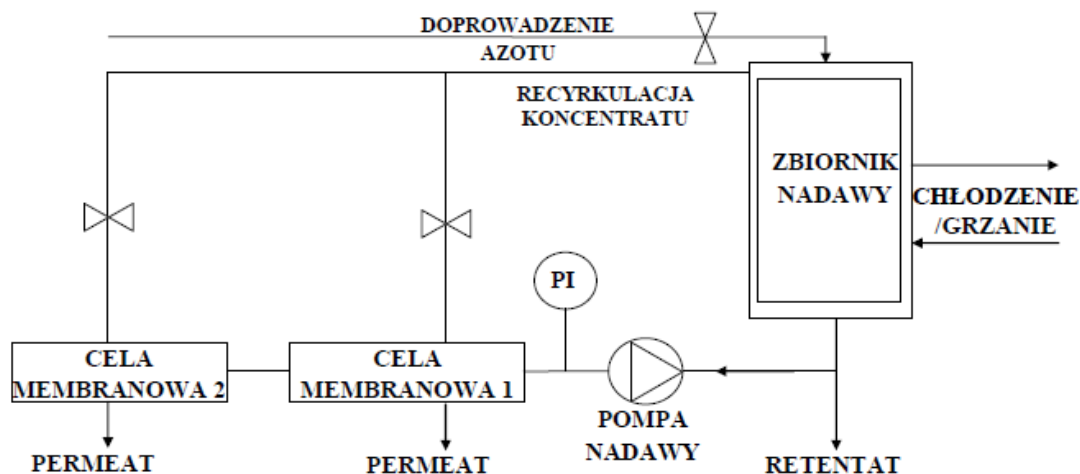 DOPROWADZENIE
AZOTU
RECYRKULACJA
KONCENTRATU
ZBIORNIK
NADAWY
CHŁODZENIE
/GRZANIE
PI
CELA
MEMBRANOWA 2
CELA
MEMBRANOWA 1
POMPA
NADAWY
PERMEAT
PERMEAT
RETENTAT